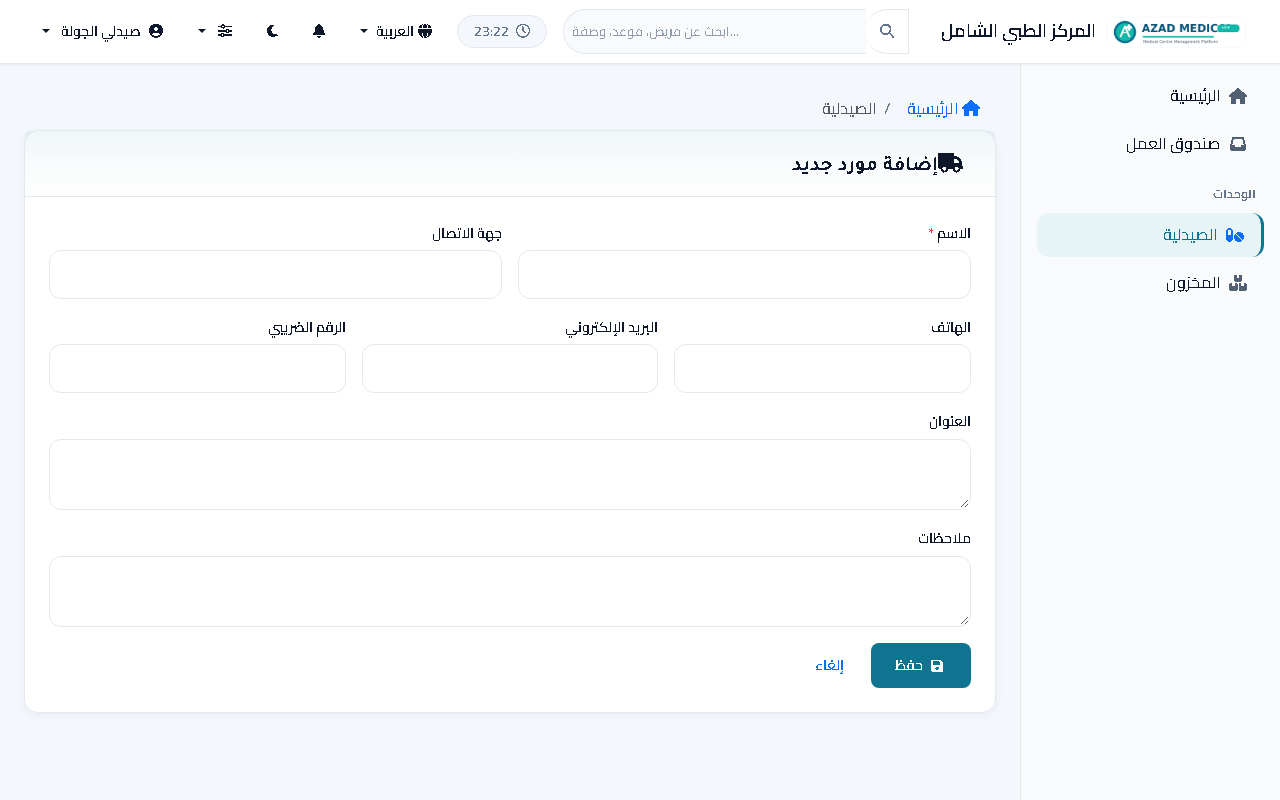 AZAD MEDIC
Medical Centre Management Platform
المركز الطبي الشامل
ابحث عن مريض، موعد، وصفة...
23:22
العربية
صيدلي الجولة
الرئيسية
صندوق العمل
الوحدات
الصيدلية
المخزون
الرئيسية / الصيدلية
إضافة مورد جديد
الاسم *
جهة الاتصال
الهاتف
البريد الإلكتروني
الرقم الضريبي
العنوان
ملاحظات
حفظ
إلغاء